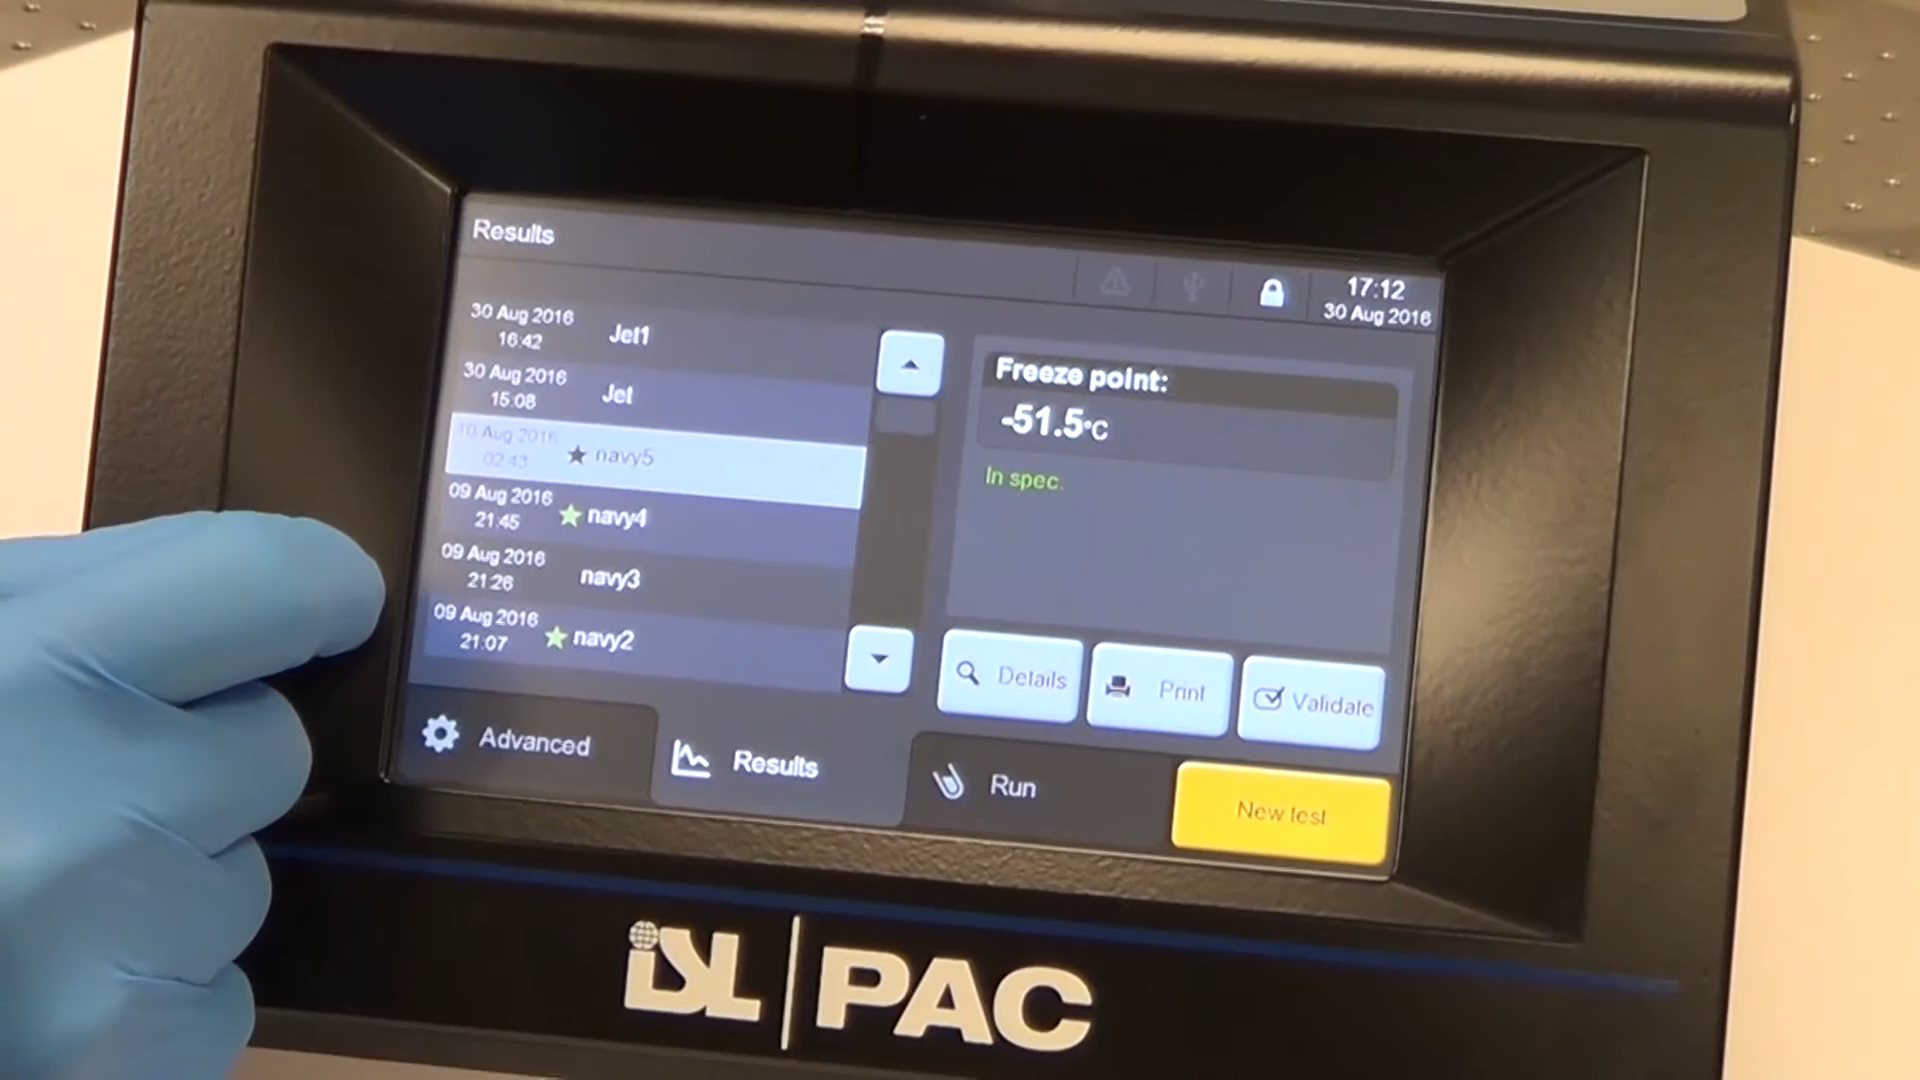 Results
17:12
30 Aug 2016
30 Aug 2016
16:42
Jet1
30 Aug 2016
15:08
Jet
10 Aug 2016
02:43
navy5
09 Aug 2016
21:45
navy4
09 Aug 2016
21:26
navy3
09 Aug 2016
21:07
navy2
Freeze point:
-51.5°C
In spec.
Details
Print
Validate
Advanced
Results
Run
New test
iSL PAC